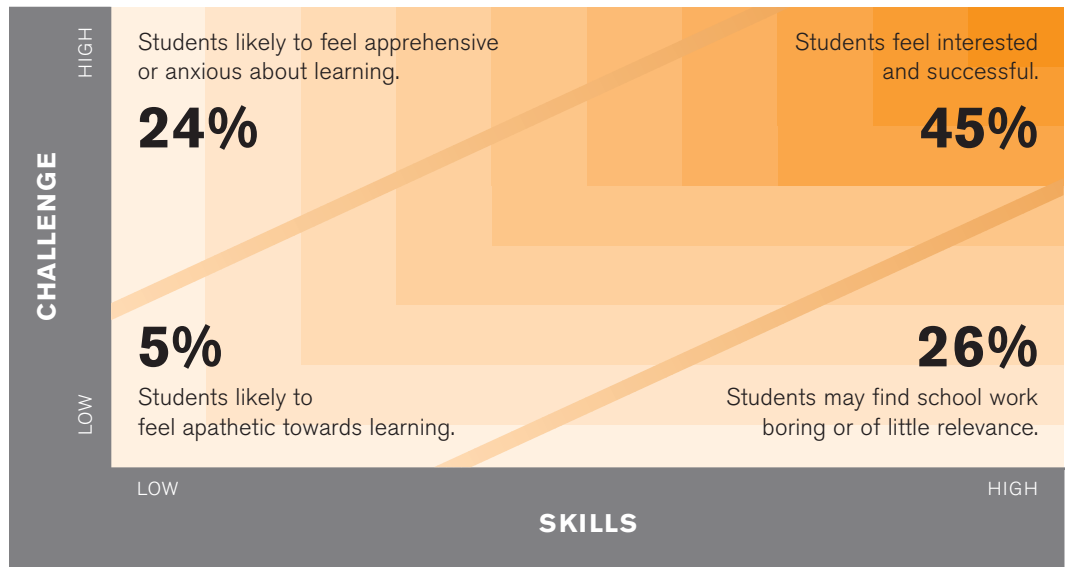 HIGH
CHALLENGE
LOW
Students likely to feel apprehensive
or anxious about learning.
24%
Students feel interested
and successful.
45%
5%
Students likely to
feel apathetic towards learning.
26%
Students may find school work
boring or of little relevance.
LOW
HIGH
SKILLS